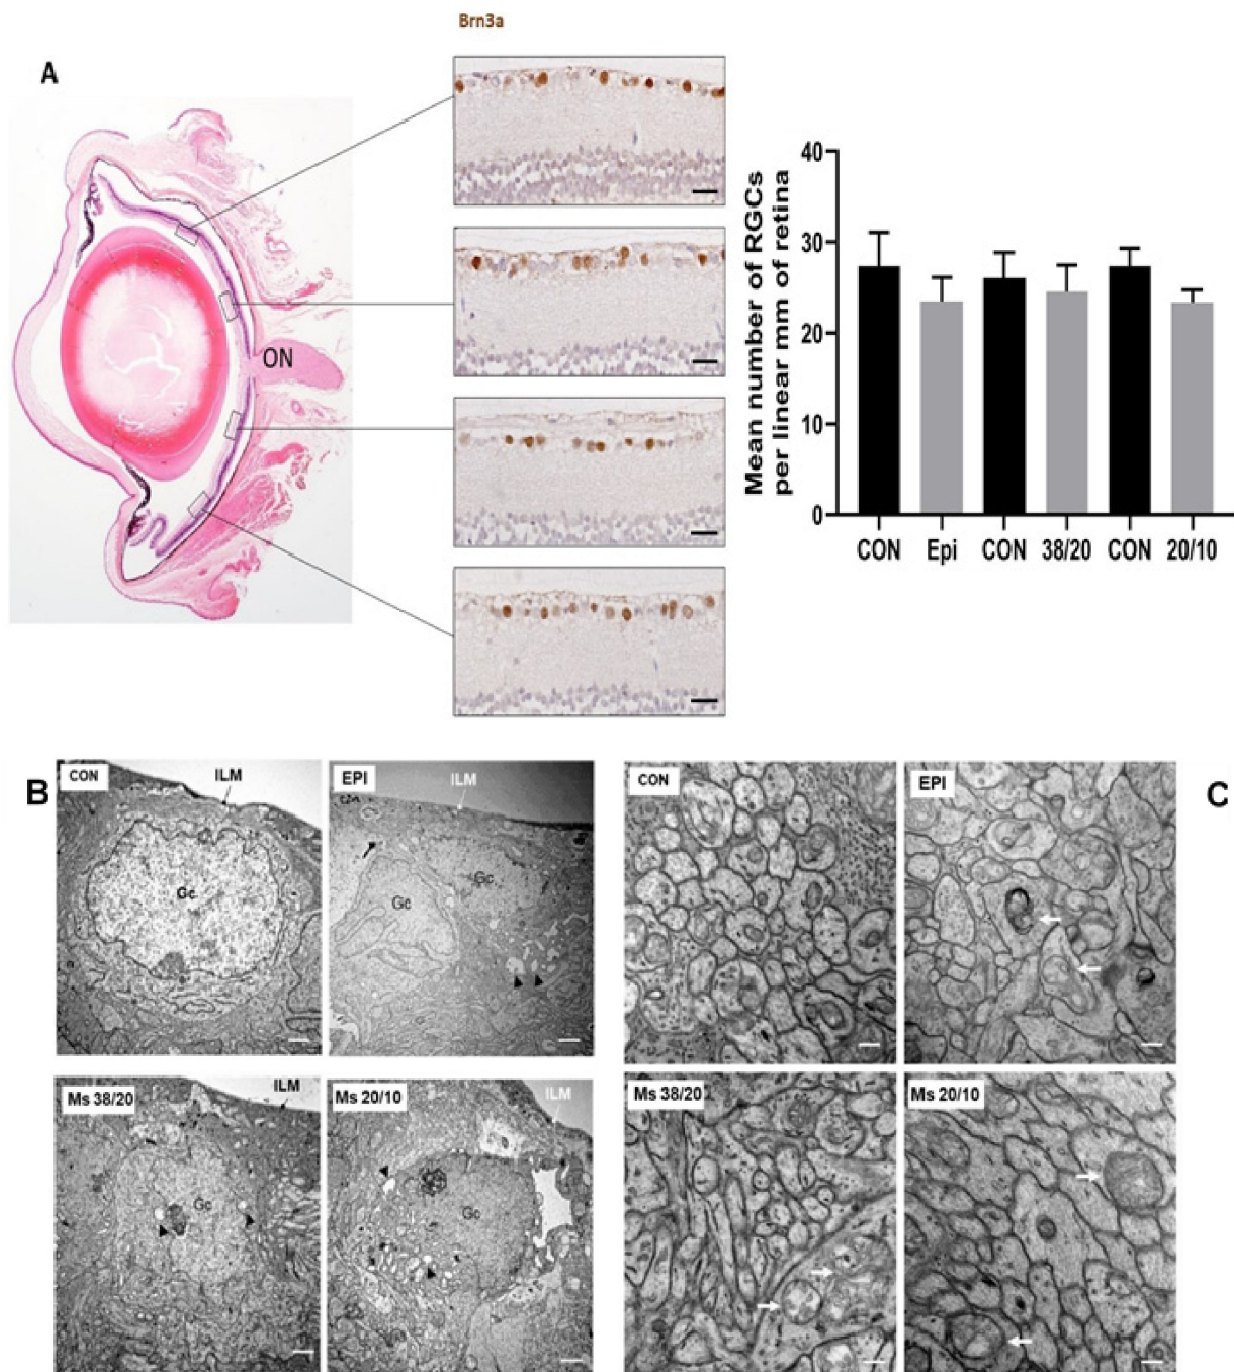 Brn3a
A
ON
Mean number of RGCs
per linear mm of retina
40
30
20
10
0
CON Epi CON 38/20 CON 20/10
B
CON
ILM
Gc
EPI
ILM
Gc
Gc
Ms 38/20
ILM
Gc
Ms 20/10
ILM
Gc
C
CON
EPI
Ms 38/20
Ms 20/10